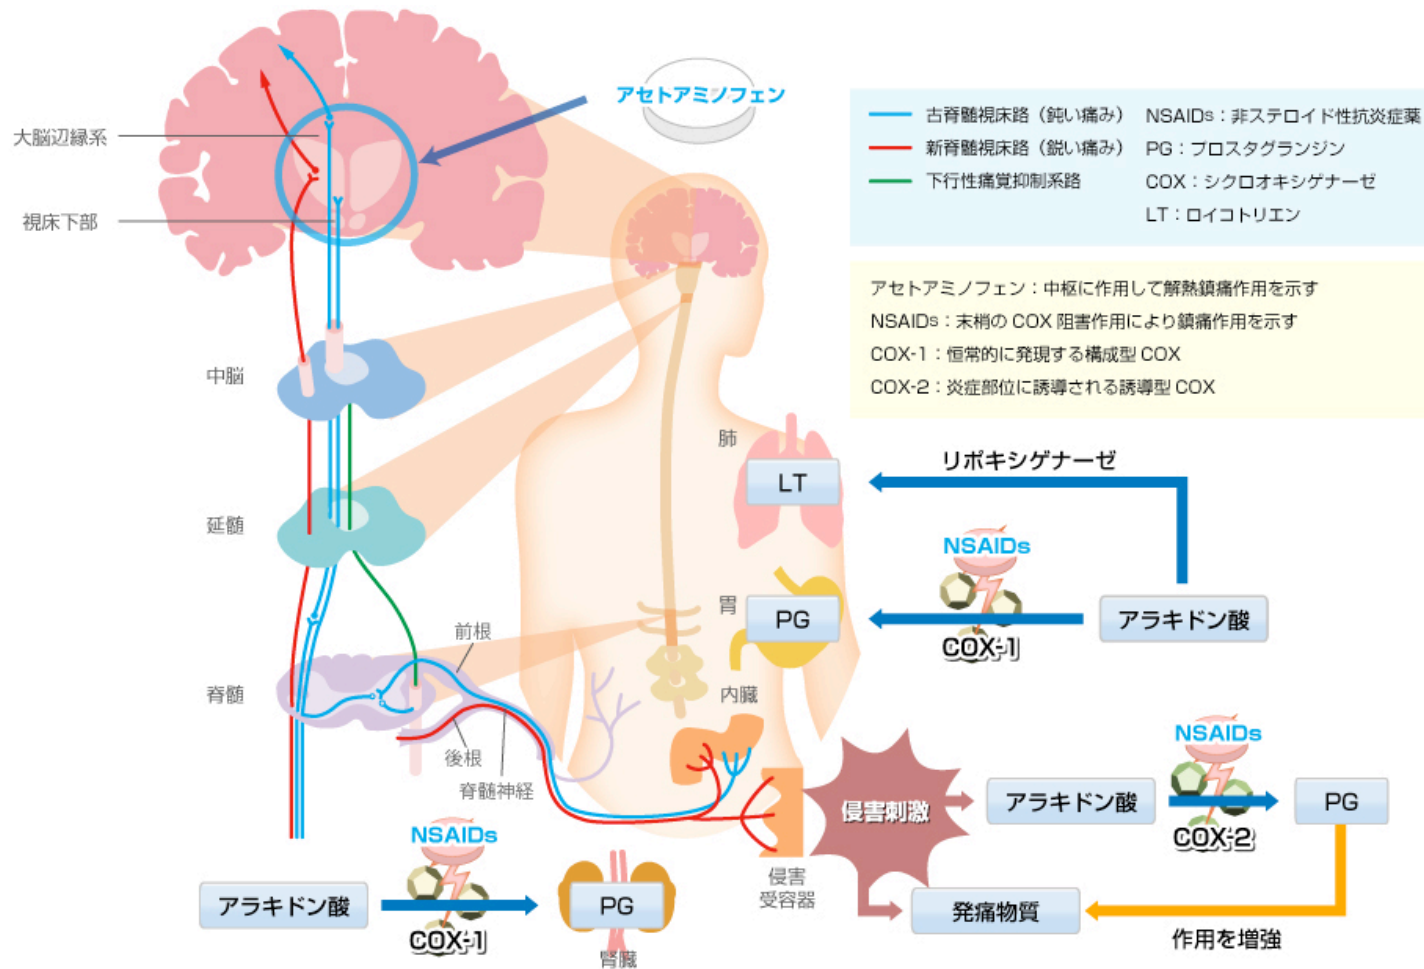 アセトアミノフェン
大脳辺縁系
視床下部
中脳
延髄
脊髄
前根
後根
脊髄神経
古脊髄視床路（鈍い痛み）
新脊髄視床路（鋭い痛み）
下行性痛覚抑制系路
NSAIDs：非ステロイド性抗炎症薬
PG：プロスタグランジン
COX：シクロオキシゲナーゼ
LT：ロイコトリエン
アセトアミノフェン：中枢に作用して解熱鎮痛作用を示す
NSAIDs：末梢の COX 阻害作用により鎮痛作用を示す
COX-1：恒常的に発現する構成型 COX
COX-2：炎症部位に誘導される誘導型 COX
肺
LT
リポキシゲナーゼ
胃
PG
NSAIDs
COX-1
アラキドン酸
内臓
侵害
受容器
侵害刺激
アラキドン酸
NSAIDs
COX-2
PG
発痛物質
作用を増強
アラキドン酸
NSAIDs
COX-1
PG
腎臓